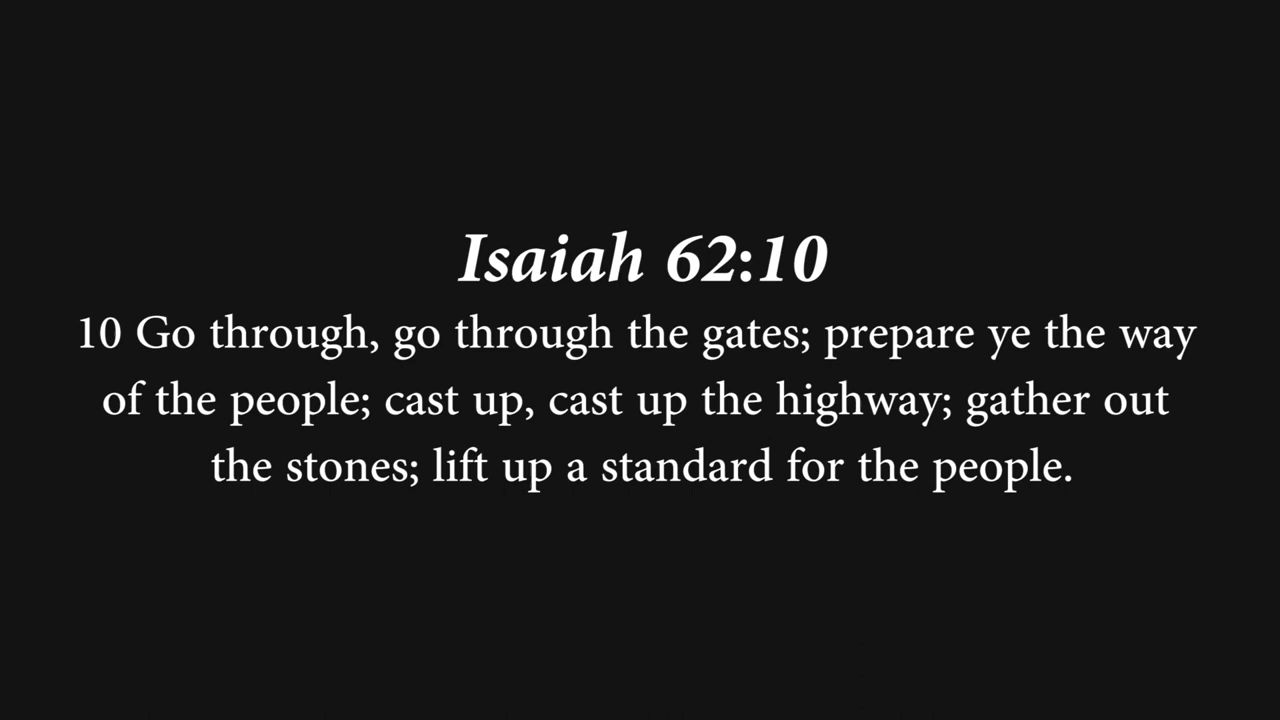 Isaiah 62:10
10 Go through, go through the gates; prepare ye the way
of the people; cast up, cast up the highway; gather out
the stones; lift up a standard for the people.